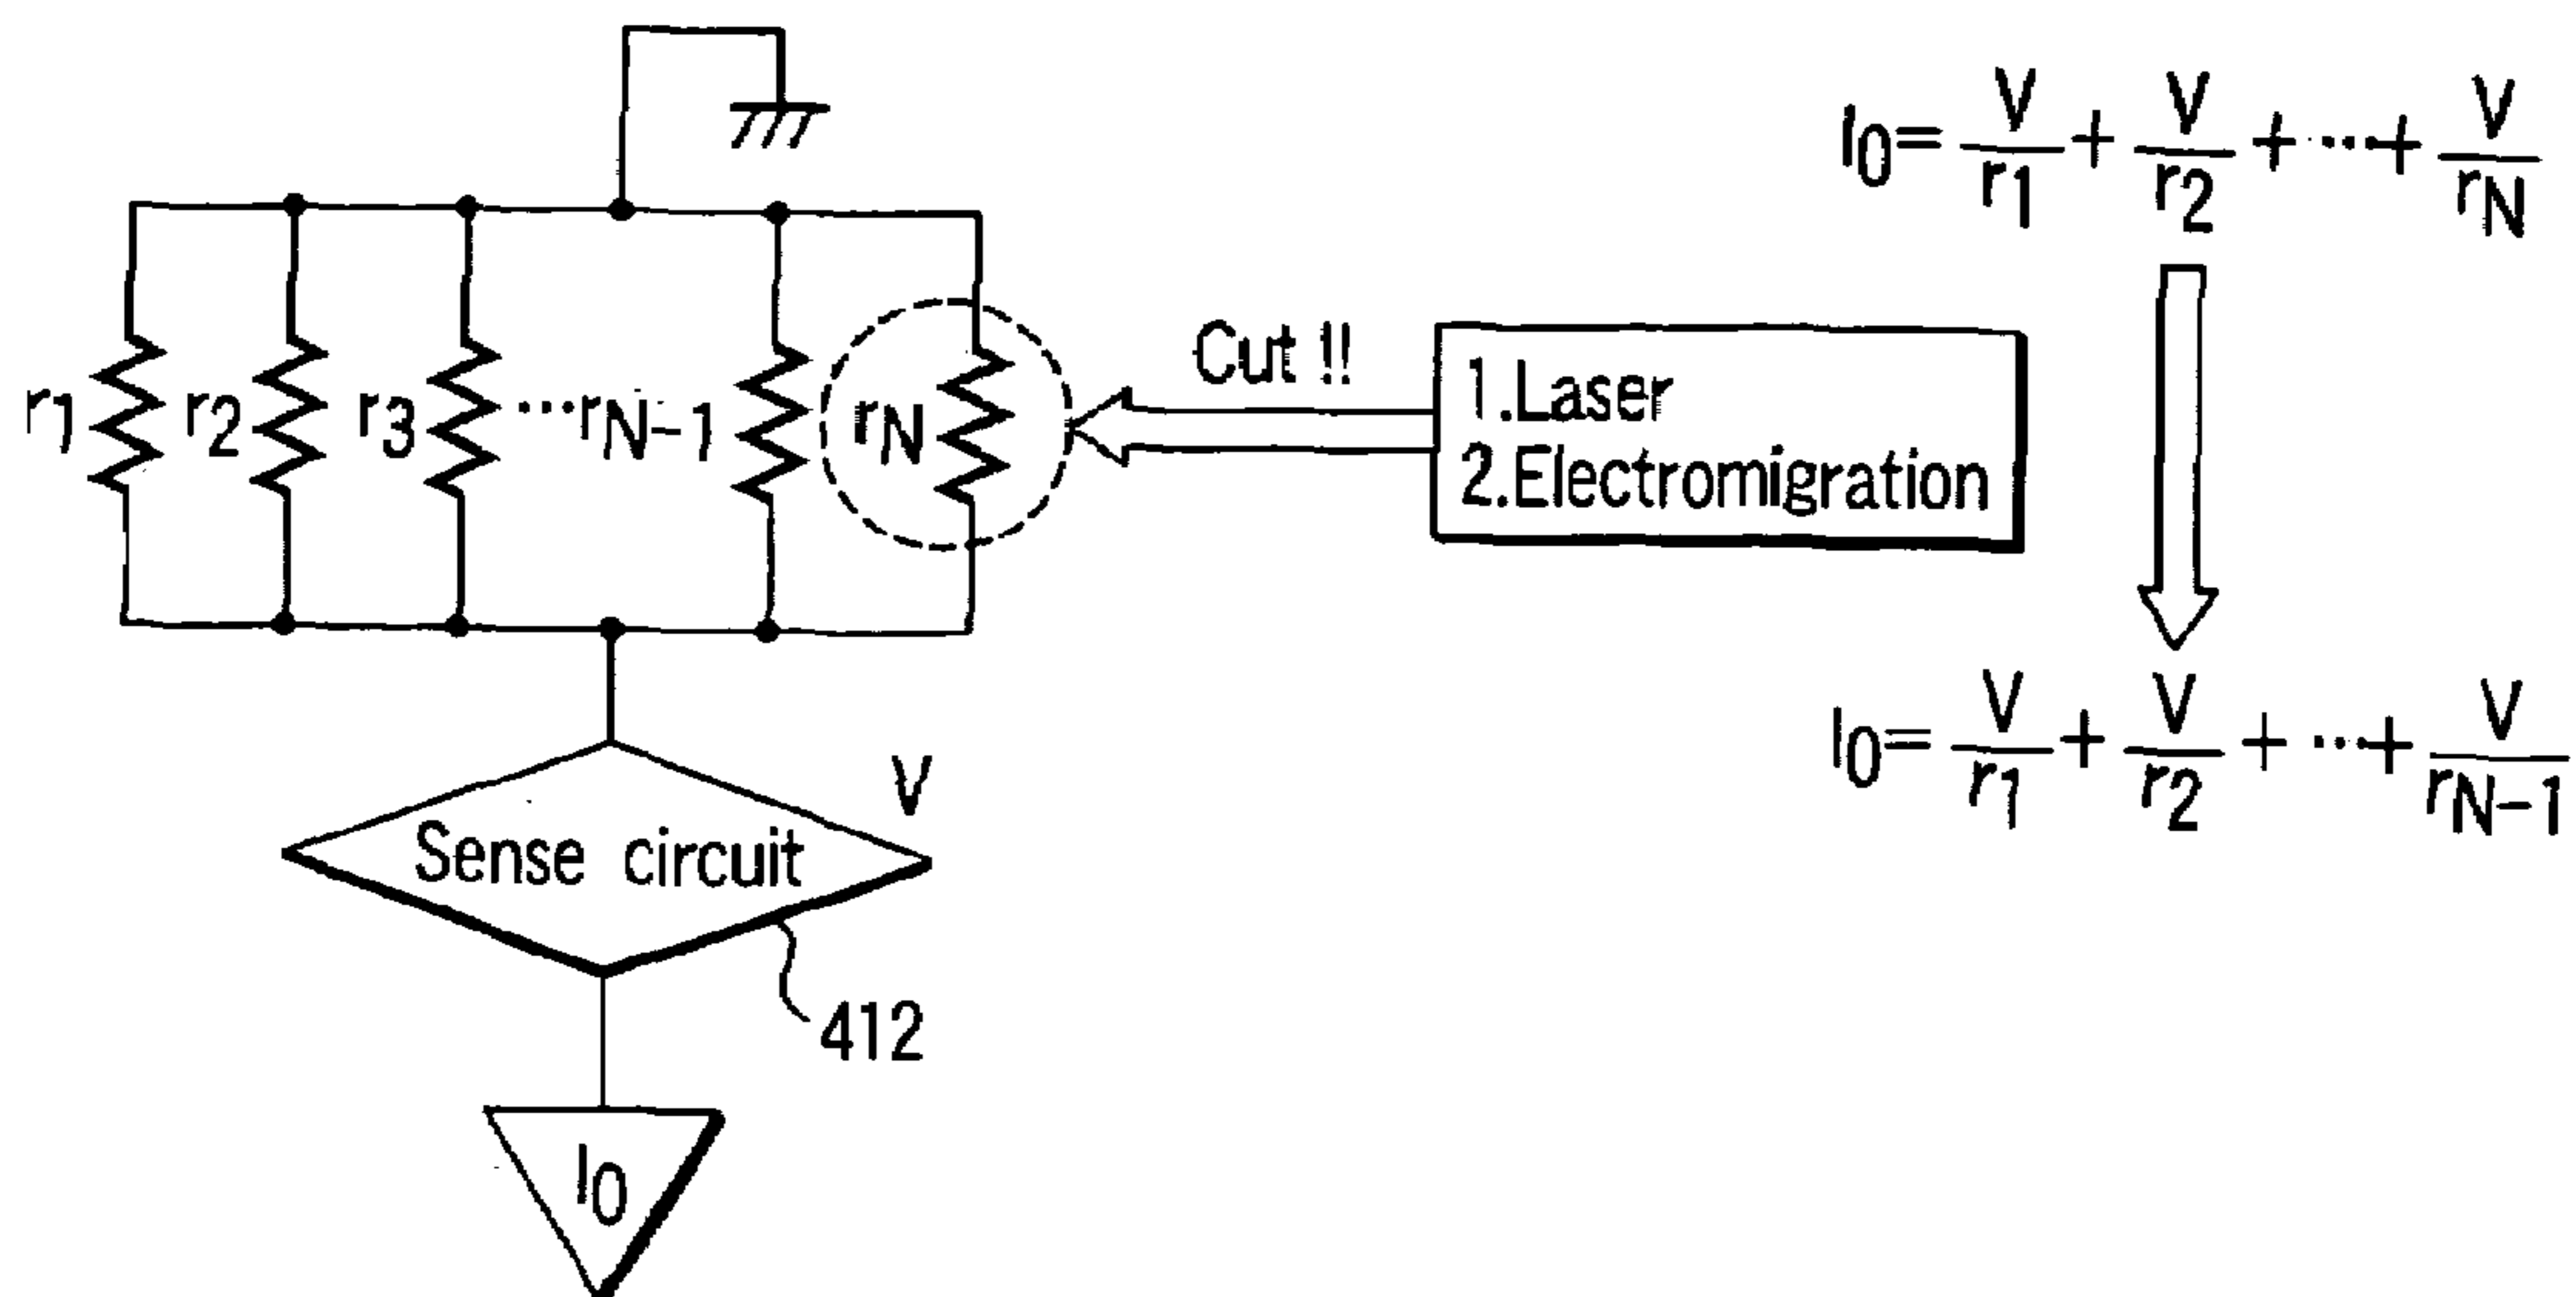 I0= V/r1 + V/r2 + ··· + V/rN
r1 r2 r3 ···rN-1 rN
Cut !!
1.Laser
2.Electromigration
I0= V/r1 + V/r2 + ··· + V/rN-1
V
Sense circuit
412
I0